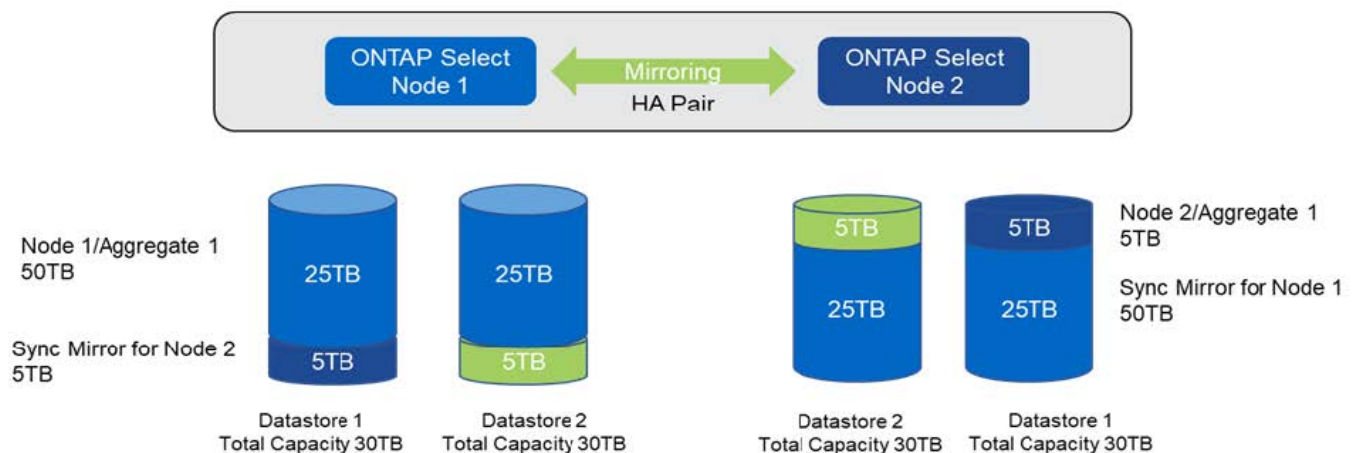 ONTAP Select
Node 1
Mirroring
HA Pair
ONTAP Select
Node 2
Node 1/Aggregate 1
50TB
Sync Mirror for Node 2
5TB
25TB
5TB
25TB
5TB
5TB
25TB
5TB
25TB
Node 2/Aggregate 1
5TB
Sync Mirror for Node 1
50TB
Datastore 1
Total Capacity 30TB
Datastore 2
Total Capacity 30TB
Datastore 2
Total Capacity 30TB
Datastore 1
Total Capacity 30TB